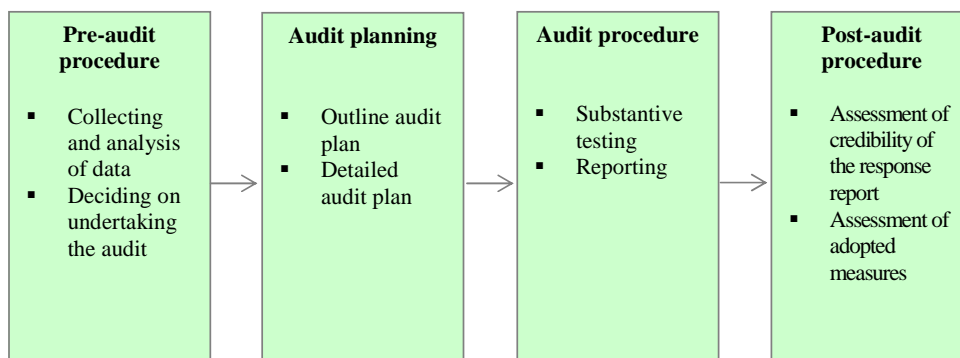 Pre-audit
procedure
▪ Collecting
and analysis
of data
▪ Deciding on
undertaking
the audit
Audit planning
▪ Outline audit
plan
▪ Detailed
audit plan
Audit procedure
▪ Substantive
testing
▪ Reporting
Post-audit
procedure
▪ Assessment of
credibility of
the response
report
▪ Assessment of
adopted
measures